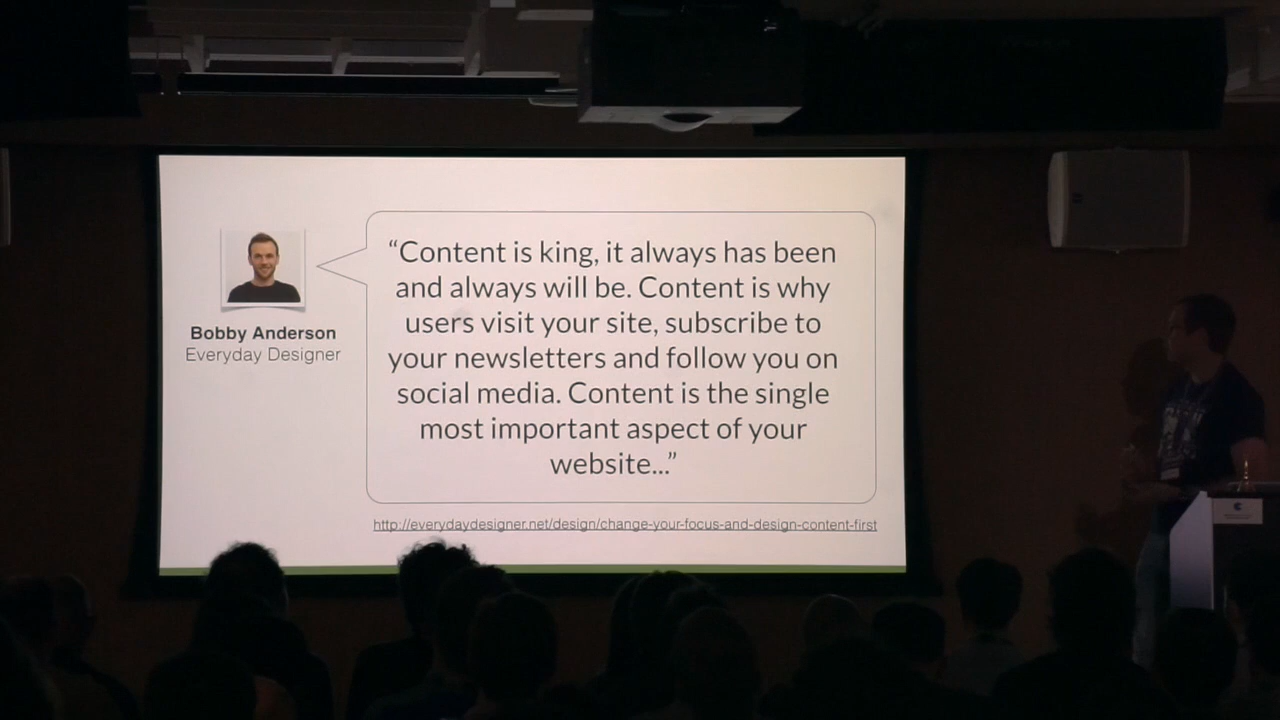 Bobby Anderson
Everyday Designer
“Content is king, it always has been
and always will be. Content is why
users visit your site, subscribe to
your newsletters and follow you on
social media. Content is the single
most important aspect of your
website...”
http://everydaydesigner.net/design/change-your-focus-and-design-content-first